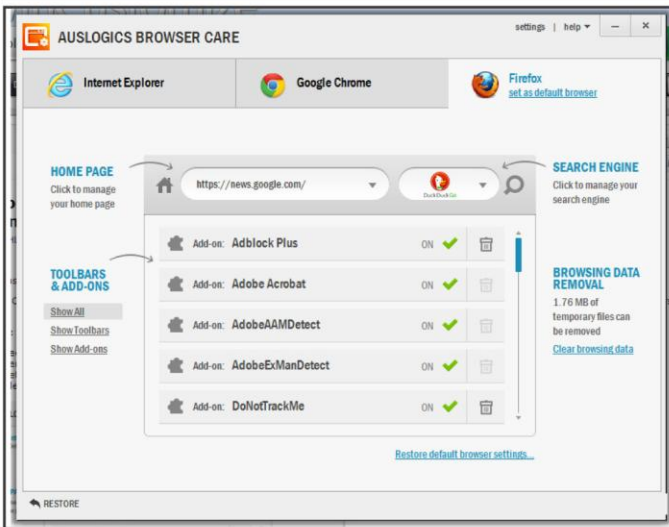 settings | help
AUSLOGICS BROWSER CARE
Internet Explorer
Google Chrome
Firefox
set as default browser
HOME PAGE
Click to manage
your home page
https://news.google.com/
DuckDuckGo
SEARCH ENGINE
Click to manage your
search engine
TOOLBARS
& ADD-ONS
Show All
Show Toolbars
Show Add-ons
Add-on: Adblock Plus ON
Add-on: Adobe Acrobat ON
Add-on: AdobeAAMDetect ON
Add-on: AdobeExManDetect ON
Add-on: DoNotTrackMe ON
BROWSING DATA
REMOVAL
1.76 MB of
temporary files can
be removed
Clear browsing data
Restore default browser settings...
RESTORE